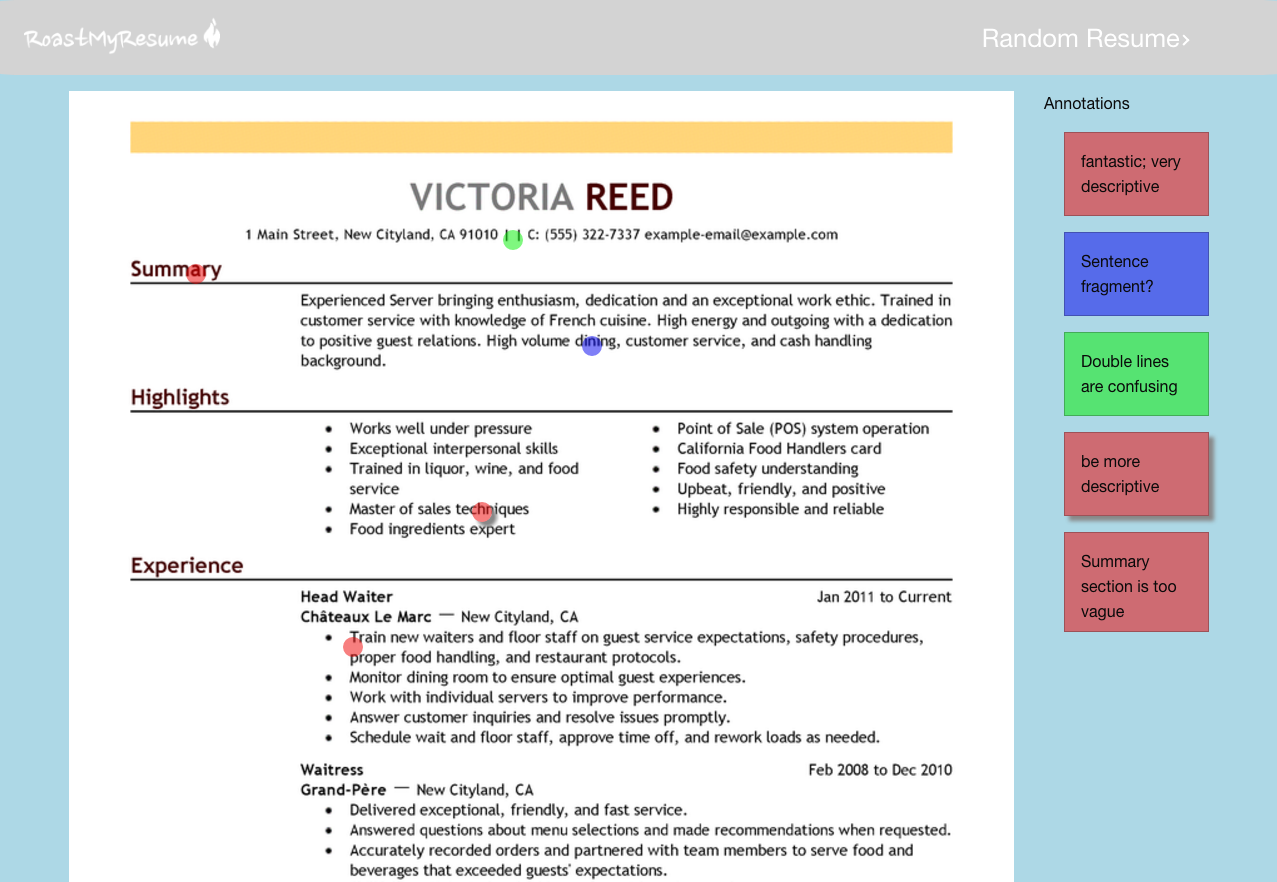 RoastMyResume
Random Resume›
VICTORIA REED
1 Main Street, New Cityland, CA 91010 | | C: (555) 322-7337 example-email@example.com
Summary
Experienced Server bringing enthusiasm, dedication and an exceptional work ethic. Trained in
customer service with knowledge of French cuisine. High energy and outgoing with a dedication
to positive guest relations. High volume dining, customer service, and cash handling
background.
Highlights
• Works well under pressure
• Exceptional interpersonal skills
• Trained in liquor, wine, and food
service
• Master of sales techniques
• Food ingredients expert
• Point of Sale (POS) system operation
• California Food Handlers card
• Food safety understanding
• Upbeat, friendly, and positive
• Highly responsible and reliable
Experience
Head Waiter Jan 2011 to Current
Châteaux Le Marc — New Cityland, CA
• Train new waiters and floor staff on guest service expectations, safety procedures,
proper food handling, and restaurant protocols.
• Monitor dining room to ensure optimal guest experiences.
• Work with individual servers to improve performance.
• Answer customer inquiries and resolve issues promptly.
• Schedule wait and floor staff, approve time off, and rework loads as needed.
Waitress Feb 2008 to Dec 2010
Grand-Père — New Cityland, CA
• Delivered exceptional, friendly, and fast service.
• Answered questions about menu selections and made recommendations when requested.
• Accurately recorded orders and partnered with team members to serve food and
beverages that exceeded guests' expectations.
Annotations
fantastic; very
descriptive
Sentence
fragment?
Double lines
are confusing
be more
descriptive
Summary
section is too
vague